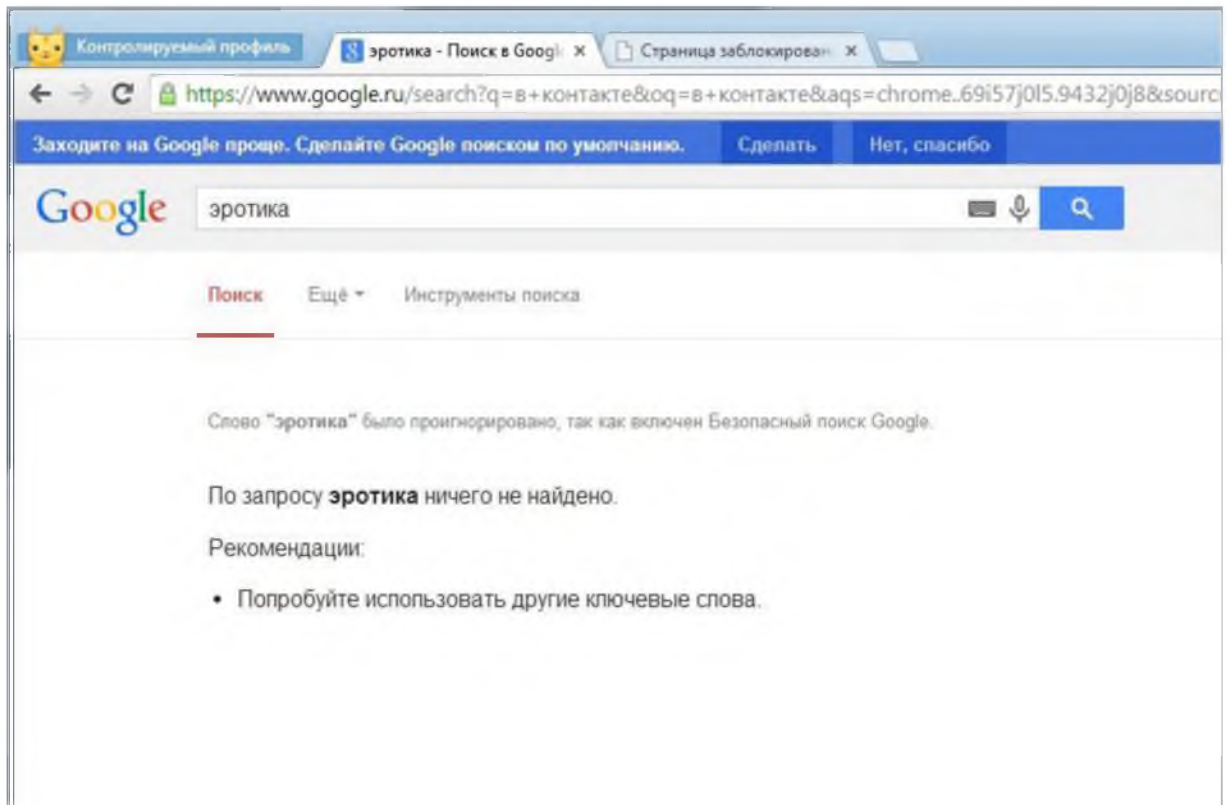 Контролируемый профиль
эротика - Поиск в Googl
Страница заблокирован
https://www.google.ru/search?q=в+контакте&oq=в+контакте&aqs=chrome..69i57j0l5.9432j0j8&sourc
Заходите на Google проще. Сделайте Google поиском по умолчанию. Сделать Нет, спасибо
Google эротика
Поиск Ещё Инструменты поиска
Слово "эротика" было проигнорировано, так как включен Безопасный поиск Google.
По запросу эротика ничего не найдено.
Рекомендации:
• Попробуйте использовать другие ключевые слова.